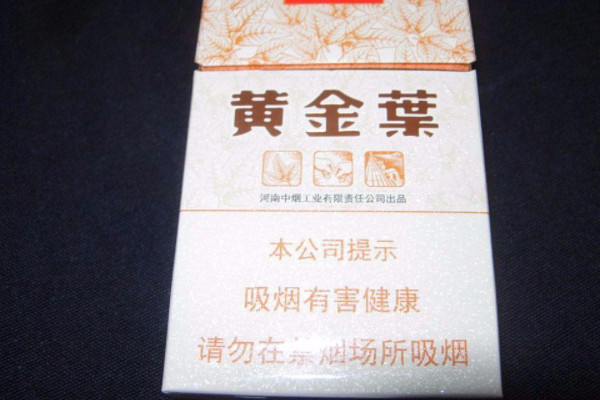 黄金葉
河南中烟工业有限责任公司出品
本公司提示
吸烟有害健康
请勿在禁烟场所吸烟